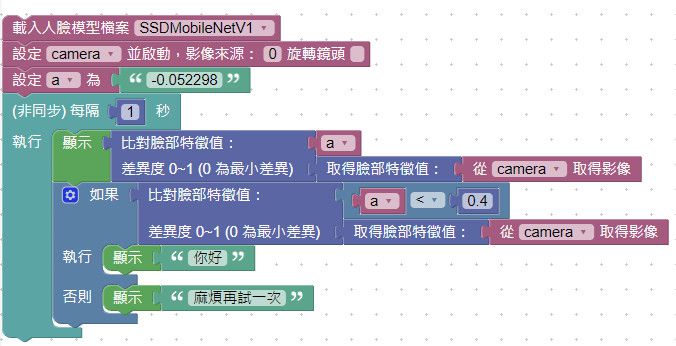 載入人臉模型檔案 SSDMobileNetV1
設定 camera 並啟動，影像來源： 0 旋轉鏡頭
設定 a 為 “ -0.052298 ”
(非同步) 每隔 1 秒
執行 顯示 比對臉部特徵值： a
差異度 0~1 (0 為最小差異) 取得臉部特徵值： 從 camera 取得影像
如果 比對臉部特徵值： a < 0.4
差異度 0~1 (0 為最小差異) 取得臉部特徵值： 從 camera 取得影像
執行 顯示 “ 你好 ”
否則 顯示 “ 麻煩再試一次 ”